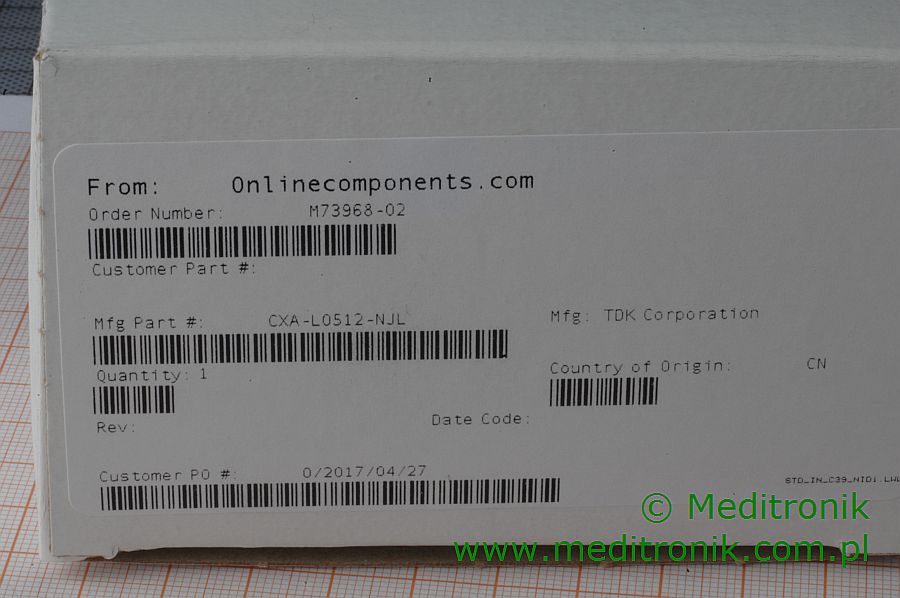 From: Onlinecomponents.com
Order Number: M73968-02
Customer Part #:
Mfg Part #: CXA-L0512-NJL
Mfg: TDK Corporation
Quantity: 1
Country of Origin: CN
Rev:
Date Code:
Customer PO #: 0/2017/04/27
© Meditronik
www.meditronik.com.pl